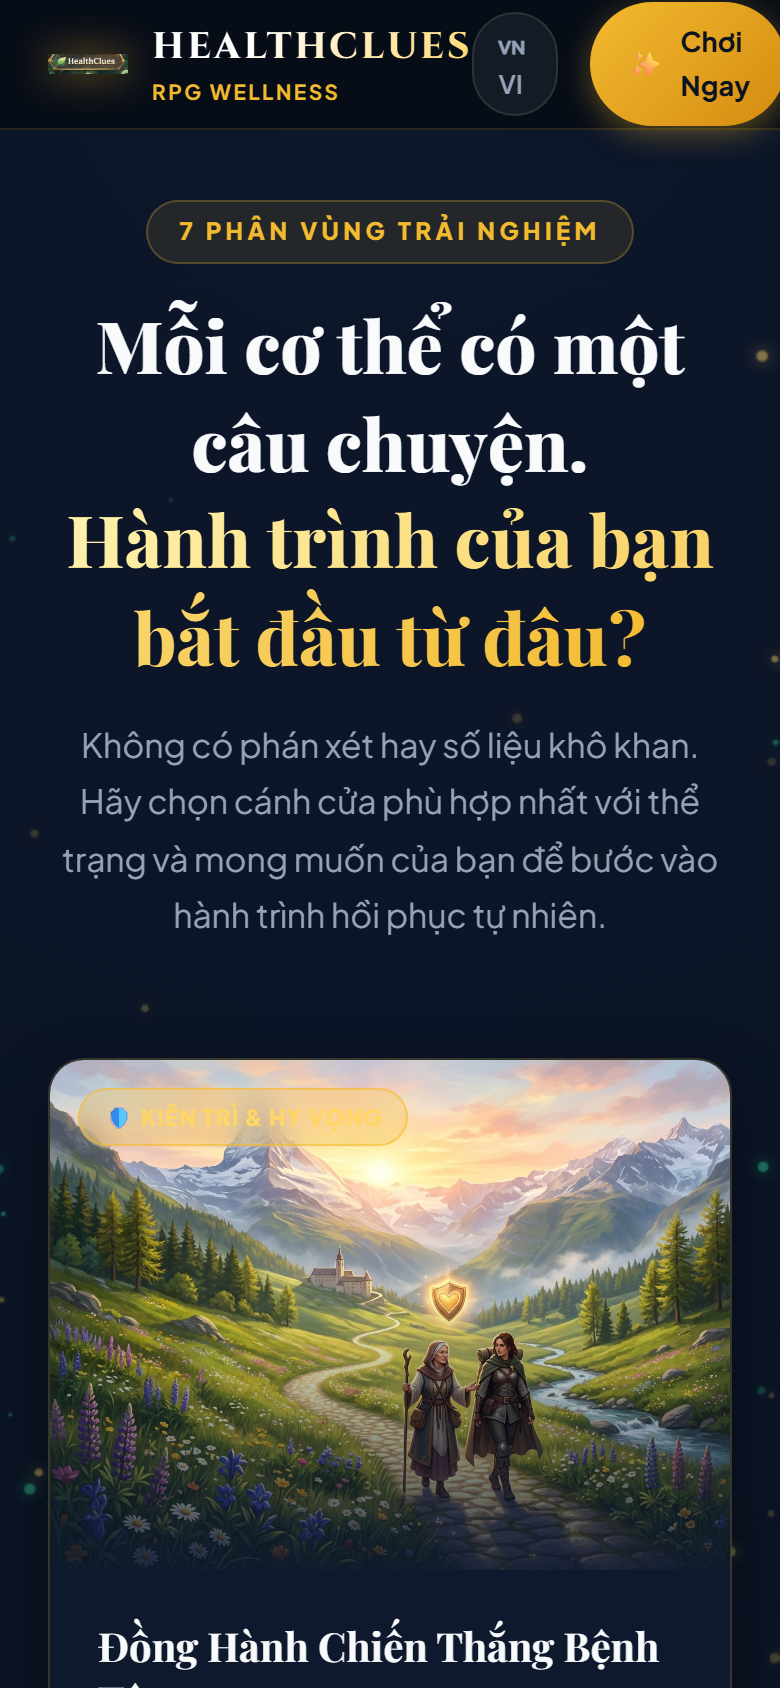 HealthClues
HEALTHCLUES
RPG WELLNESS
VN
VI
✨ Chơi
Ngay
7 PHÂN VÙNG TRẢI NGHIỆM
Mỗi cơ thể có một
câu chuyện.
Hành trình của bạn
bắt đầu từ đâu?
Không có phán xét hay số liệu khô khan.
Hãy chọn cánh cửa phù hợp nhất với thể
trạng và mong muốn của bạn để bước vào
hành trình hồi phục tự nhiên.
🛡️ KIÊN TRÌ & HY VỌNG
Đồng Hành Chiến Thắng Bệnh